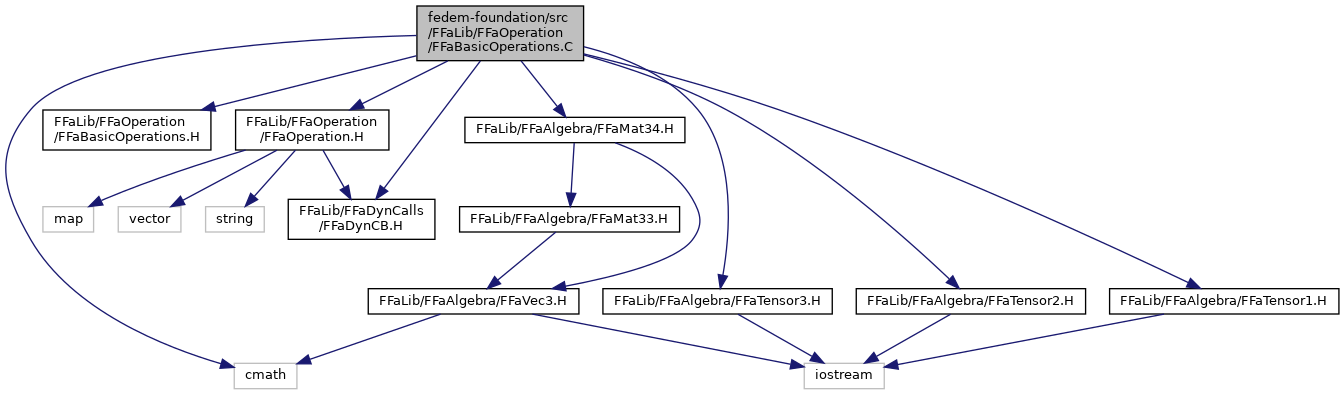 fedem-foundation/src
/FFaLib/FFaOperation
/FFaBasicOperations.C
FFaLib/FFaOperation
/FFaBasicOperations.H
FFaLib/FFaOperation
/FFaOperation.H
FFaLib/FFaAlgebra/FFaMat34.H
map
vector
string
FFaLib/FFaDynCalls
/FFaDynCB.H
FFaLib/FFaAlgebra/FFaMat33.H
FFaLib/FFaAlgebra/FFaVec3.H
FFaLib/FFaAlgebra/FFaTensor3.H
FFaLib/FFaAlgebra/FFaTensor2.H
FFaLib/FFaAlgebra/FFaTensor1.H
cmath
iostream